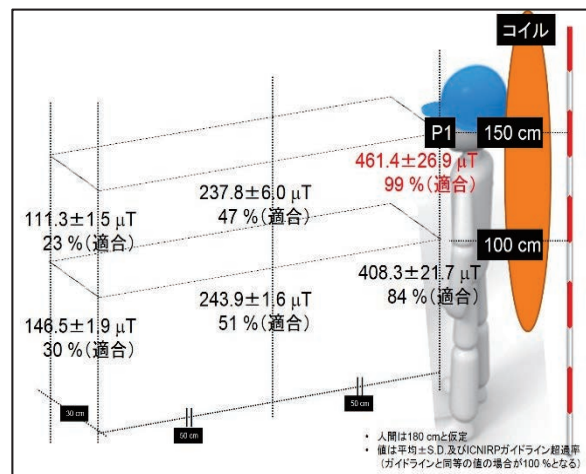 コイル
P1
150 cm
461.4±26.9 μT
99 %(適合)
237.8±6.0 μT
47 %(適合)
111.3±1.5 μT
23 %(適合)
100 cm
408.3±21.7 μT
84 %(適合)
243.9±1.6 μT
51 %(適合)
146.5±1.9 μT
30 %(適合)
30 cm
50 cm
50 cm
• 人間は180 cmと仮定
• 値は平均±S.D.及びICNIRPガイドライン超過率
(ガイドラインと同等の値の場合が100 %となる)